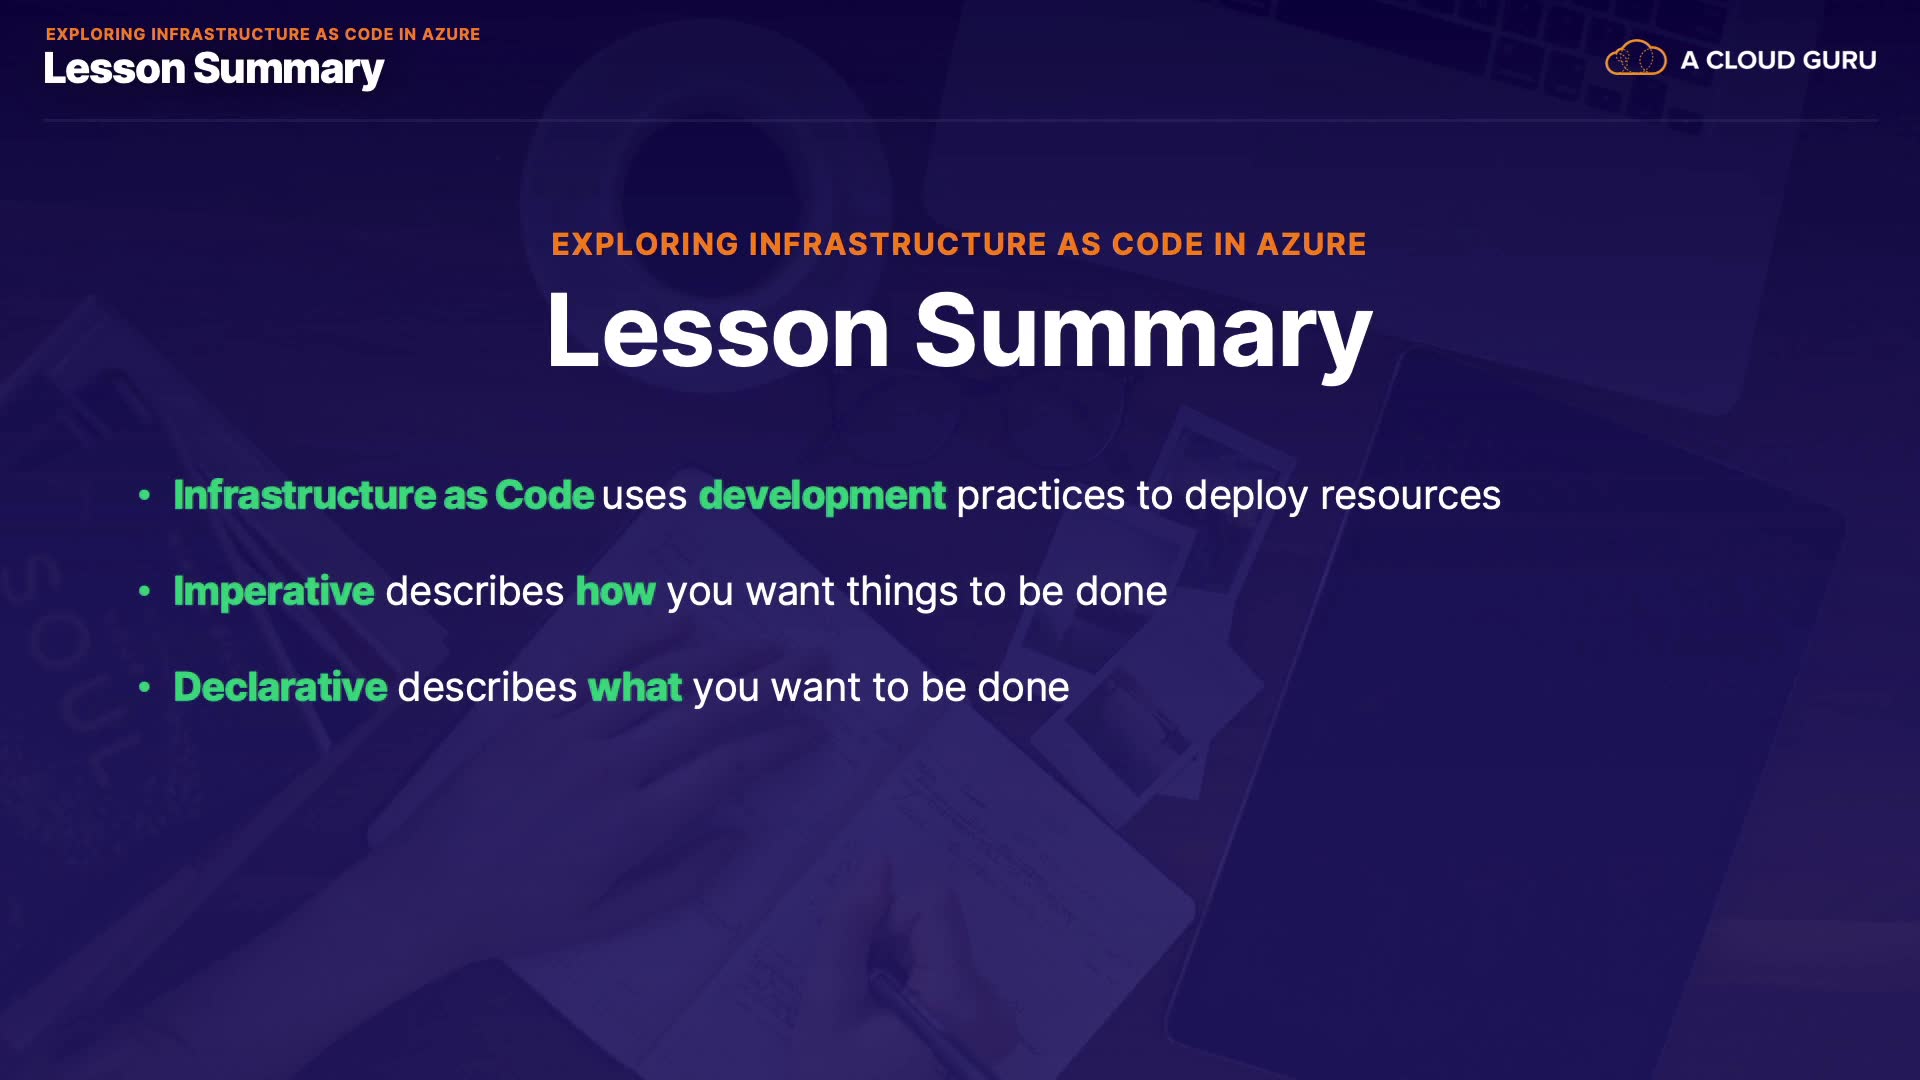 EXPLORING INFRASTRUCTURE AS CODE IN AZURE
Lesson Summary
A CLOUD GURU
EXPLORING INFRASTRUCTURE AS CODE IN AZURE
Lesson Summary
• Infrastructure as Code uses development practices to deploy resources
• Imperative describes how you want things to be done
• Declarative describes what you want to be done
SOUL